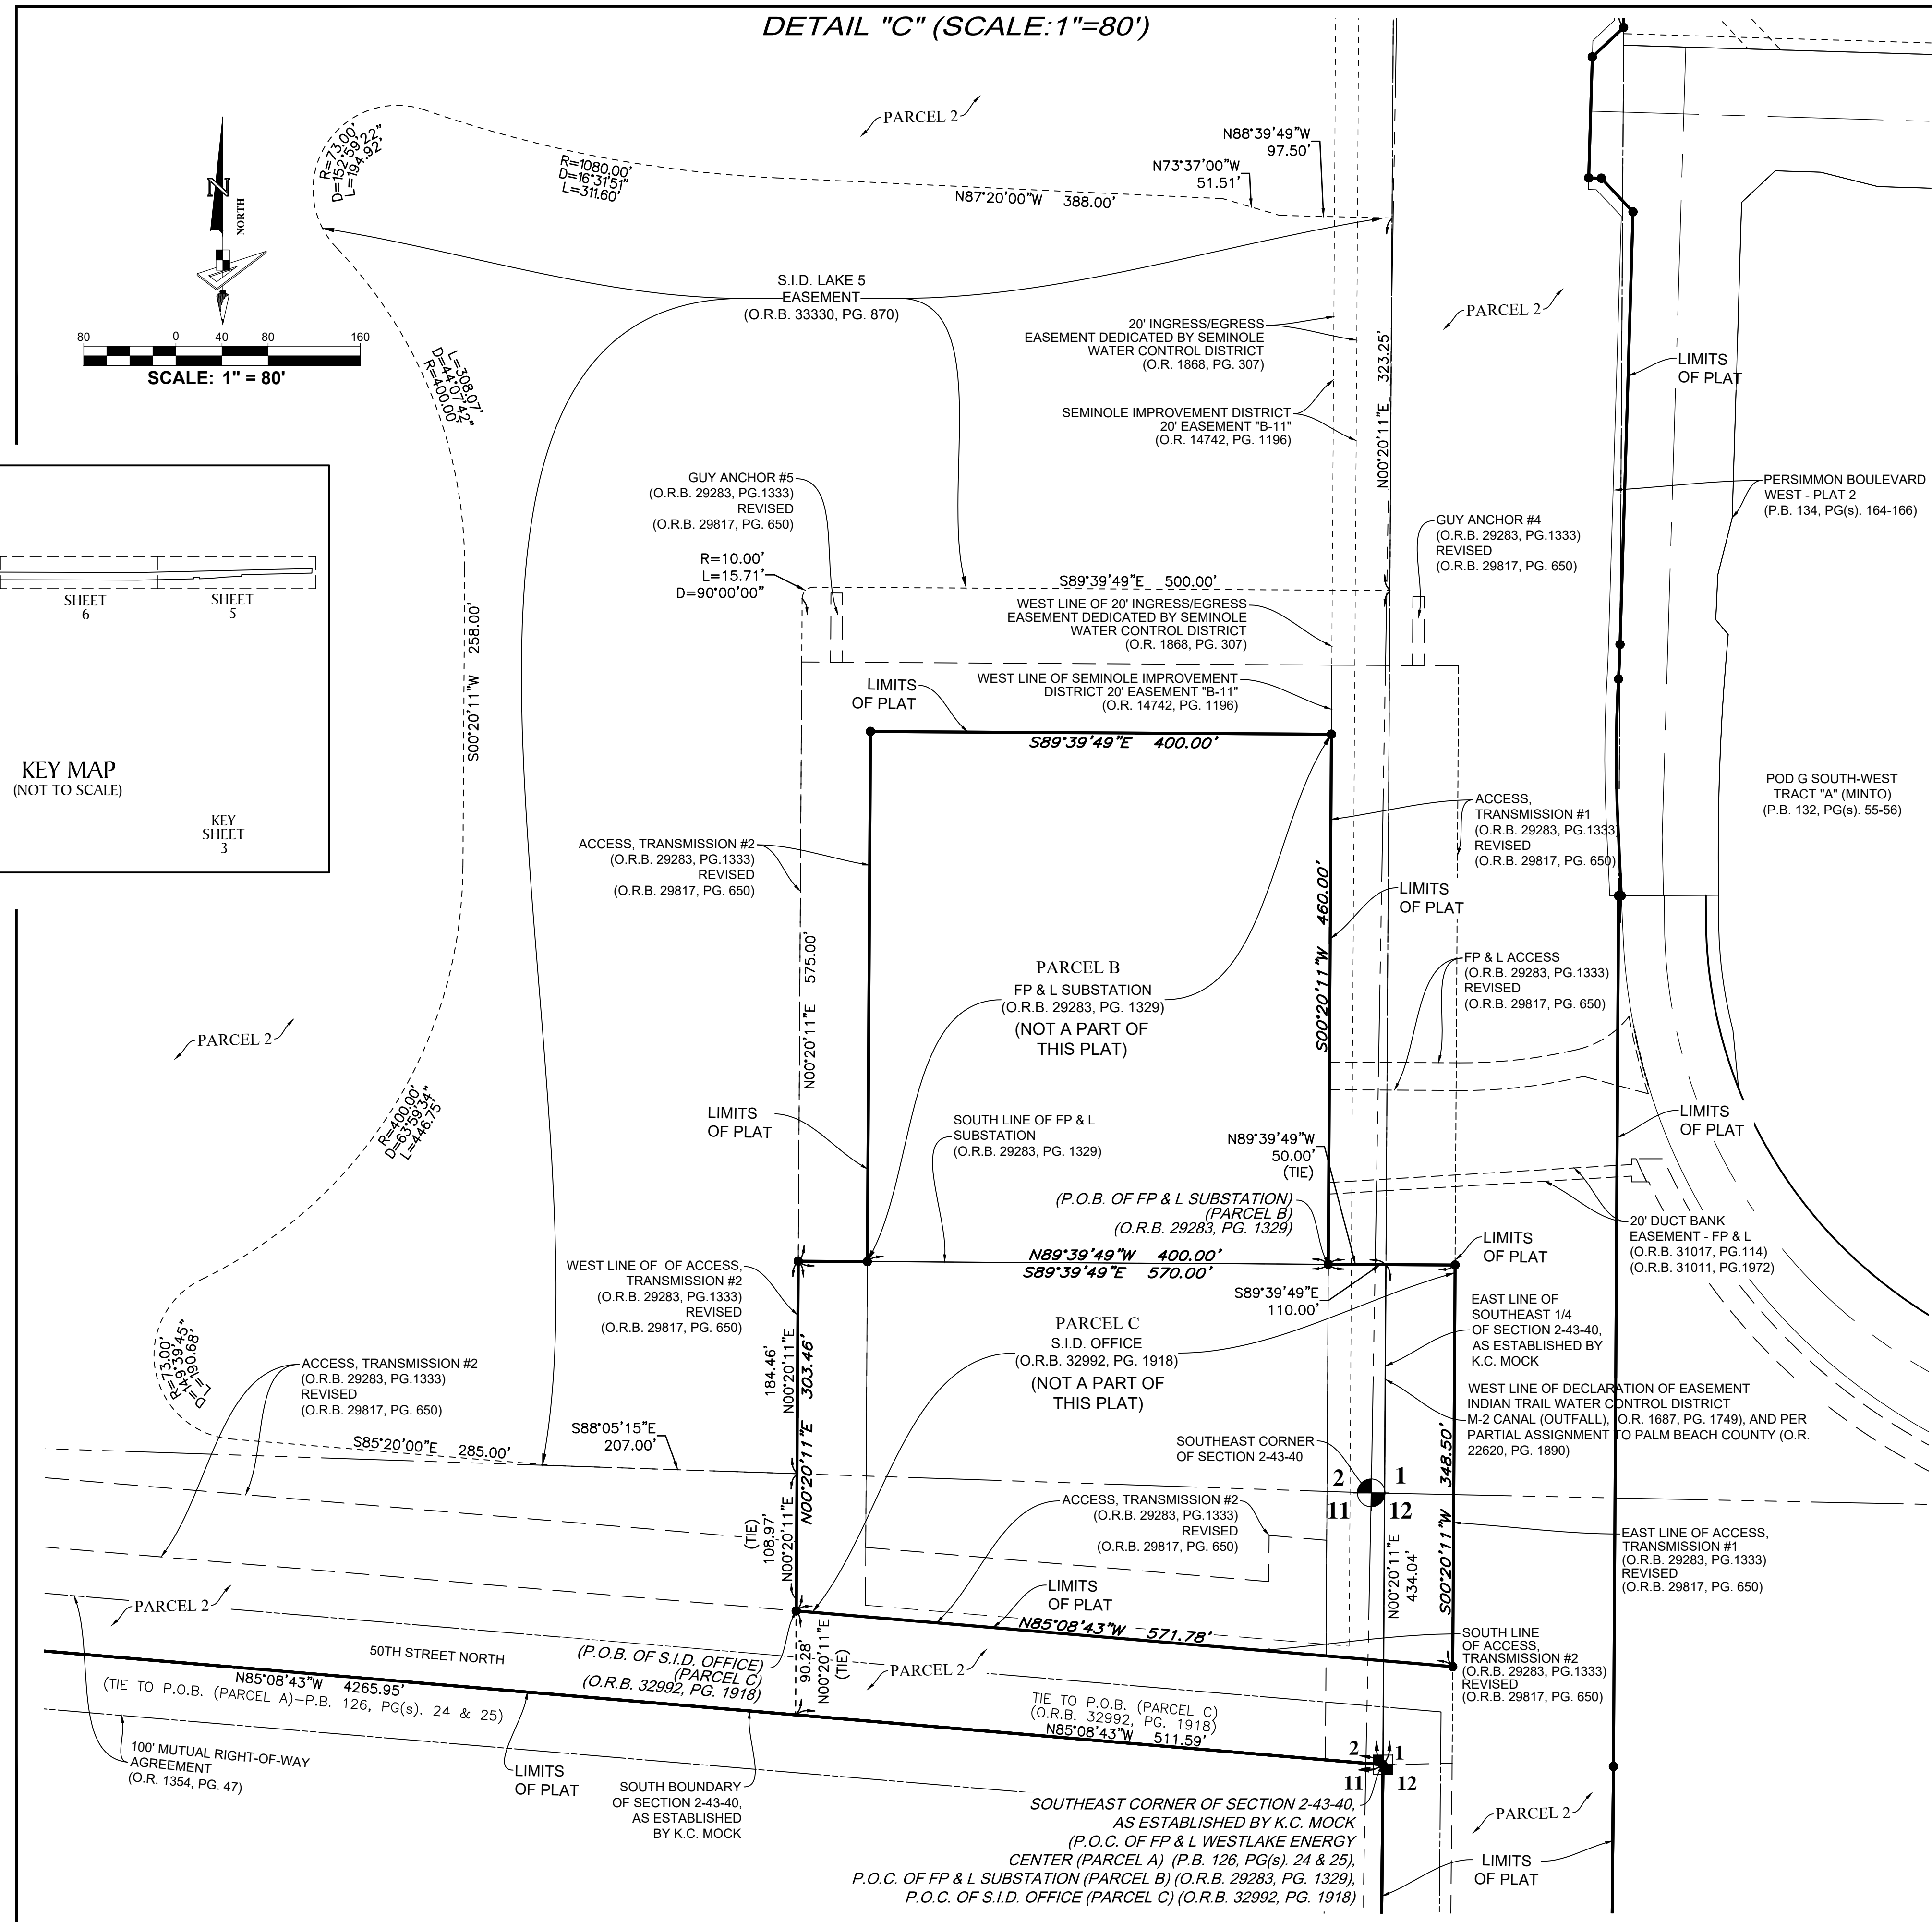 DETAIL "C" (SCALE:1"=80')
PARCEL 2
N
NORTH
80 0 40 80 160
SCALE: 1" = 80'
R=73.00'
D=152°59'22"
L=194.92'
R=1080.00'
D=16°31'51"
L=311.60'
N87°20'00"W 388.00'
N73°37'00"W
51.51'
N88°39'49"W
97.50'
S.I.D. LAKE 5
EASEMENT
(O.R.B. 33330, PG. 870)
L=308.07'
D=44°07'42"
R=400.00'
20' INGRESS/EGRESS
EASEMENT DEDICATED BY SEMINOLE
WATER CONTROL DISTRICT
(O.R. 1868, PG. 307)
SEMINOLE IMPROVEMENT DISTRICT
20' EASEMENT "B-11"
(O.R. 14742, PG. 1196)
N00°20'11"E 323.25'
PARCEL 2
LIMITS
OF PLAT
PERSIMMON BOULEVARD
WEST - PLAT 2
(P.B. 134, PG(s). 164-166)
GUY ANCHOR #5
(O.R.B. 29283, PG.1333)
REVISED
(O.R.B. 29817, PG. 650)
GUY ANCHOR #4
(O.R.B. 29283, PG.1333)
REVISED
(O.R.B. 29817, PG. 650)
R=10.00'
L=15.71'
D=90°00'00"
S89°39'49"E 500.00'
WEST LINE OF 20' INGRESS/EGRESS
EASEMENT DEDICATED BY SEMINOLE
WATER CONTROL DISTRICT
(O.R. 1868, PG. 307)
WEST LINE OF SEMINOLE IMPROVEMENT
DISTRICT 20' EASEMENT "B-11"
(O.R. 14742, PG. 1196)
LIMITS
OF PLAT
S89°39'49"E 400.00'
SHEET
6
SHEET
5
KEY MAP
(NOT TO SCALE)
KEY
SHEET
3
S00°20'11"W 258.00'
ACCESS, TRANSMISSION #2
(O.R.B. 29283, PG.1333)
REVISED
(O.R.B. 29817, PG. 650)
N00°20'11"E 575.00'
ACCESS,
TRANSMISSION #1
(O.R.B. 29283, PG.1333)
REVISED
(O.R.B. 29817, PG. 650)
POD G SOUTH-WEST
TRACT "A" (MINTO)
(P.B. 132, PG(s). 55-56)
LIMITS
OF PLAT
S00°20'11"W 460.00'
FP & L ACCESS
(O.R.B. 29283, PG.1333)
REVISED
(O.R.B. 29817, PG. 650)
PARCEL B
FP & L SUBSTATION
(O.R.B. 29283, PG. 1329)
(NOT A PART OF
THIS PLAT)
PARCEL 2
R=400.00'
D=63°59'34"
L=446.75'
LIMITS
OF PLAT
SOUTH LINE OF FP & L
SUBSTATION
(O.R.B. 29283, PG. 1329)
N89°39'49"W
50.00'
(TIE)
LIMITS
OF PLAT
(P.O.B. OF FP & L SUBSTATION)
(PARCEL B)
(O.R.B. 29283, PG. 1329)
20' DUCT BANK
EASEMENT - FP & L
(O.R.B. 31017, PG.114)
(O.R.B. 31011, PG.1972)
LIMITS
OF PLAT
N89°39'49"W 400.00'
S89°39'49"E 570.00'
WEST LINE OF OF ACCESS,
TRANSMISSION #2
(O.R.B. 29283, PG.1333)
REVISED
(O.R.B. 29817, PG. 650)
S89°39'49"E
110.00'
EAST LINE OF
SOUTHEAST 1/4
OF SECTION 2-43-40,
AS ESTABLISHED BY
K.C. MOCK
PARCEL C
S.I.D. OFFICE
(O.R.B. 32992, PG. 1918)
(NOT A PART OF
THIS PLAT)
184.46'
N00°20'11"E
N00°20'11"E 303.46'
R=73.00'
D=149°39'45"
L=190.68'
ACCESS, TRANSMISSION #2
(O.R.B. 29283, PG.1333)
REVISED
(O.R.B. 29817, PG. 650)
WEST LINE OF DECLARATION OF EASEMENT
INDIAN TRAIL WATER CONTROL DISTRICT
M-2 CANAL (OUTFALL), (O.R. 1687, PG. 1749), AND PER
PARTIAL ASSIGNMENT TO PALM BEACH COUNTY (O.R.
22620, PG. 1890)
S85°20'00"E 285.00'
S88°05'15"E
207.00'
SOUTHEAST CORNER
OF SECTION 2-43-40
2 1
11 12
S00°20'11"W 348.50'
(TIE)
108.97'
N00°20'11"E
ACCESS, TRANSMISSION #2
(O.R.B. 29283, PG.1333)
REVISED
(O.R.B. 29817, PG. 650)
N00°20'11"E
434.04'
EAST LINE OF ACCESS,
TRANSMISSION #1
(O.R.B. 29283, PG.1333)
REVISED
(O.R.B. 29817, PG. 650)
PARCEL 2
LIMITS
OF PLAT
N85°08'43"W 571.78'
SOUTH LINE
OF ACCESS,
TRANSMISSION #2
(O.R.B. 29283, PG.1333)
REVISED
(O.R.B. 29817, PG. 650)
50TH STREET NORTH
(P.O.B. OF S.I.D. OFFICE)
(PARCEL C)
(O.R.B. 32992, PG. 1918)
90.28'
N00°20'11"E
(TIE)
PARCEL 2
N85°08'43"W 4265.95'
(TIE TO P.O.B. (PARCEL A)-P.B. 126, PG(s). 24 & 25)
TIE TO P.O.B. (PARCEL C)
(O.R.B. 32992, PG. 1918)
N85°08'43"W 511.59'
100' MUTUAL RIGHT-OF-WAY
AGREEMENT
(O.R. 1354, PG. 47)
LIMITS
OF PLAT
SOUTH BOUNDARY
OF SECTION 2-43-40,
AS ESTABLISHED
BY K.C. MOCK
2 1
11 12
SOUTHEAST CORNER OF SECTION 2-43-40,
AS ESTABLISHED BY K.C. MOCK
(P.O.C. OF FP & L WESTLAKE ENERGY
CENTER (PARCEL A) (P.B. 126, PG(s). 24 & 25),
P.O.C. OF FP & L SUBSTATION (PARCEL B) (O.R.B. 29283, PG. 1329),
P.O.C. OF S.I.D. OFFICE (PARCEL C) (O.R.B. 32992, PG. 1918)
PARCEL 2
LIMITS
OF PLAT